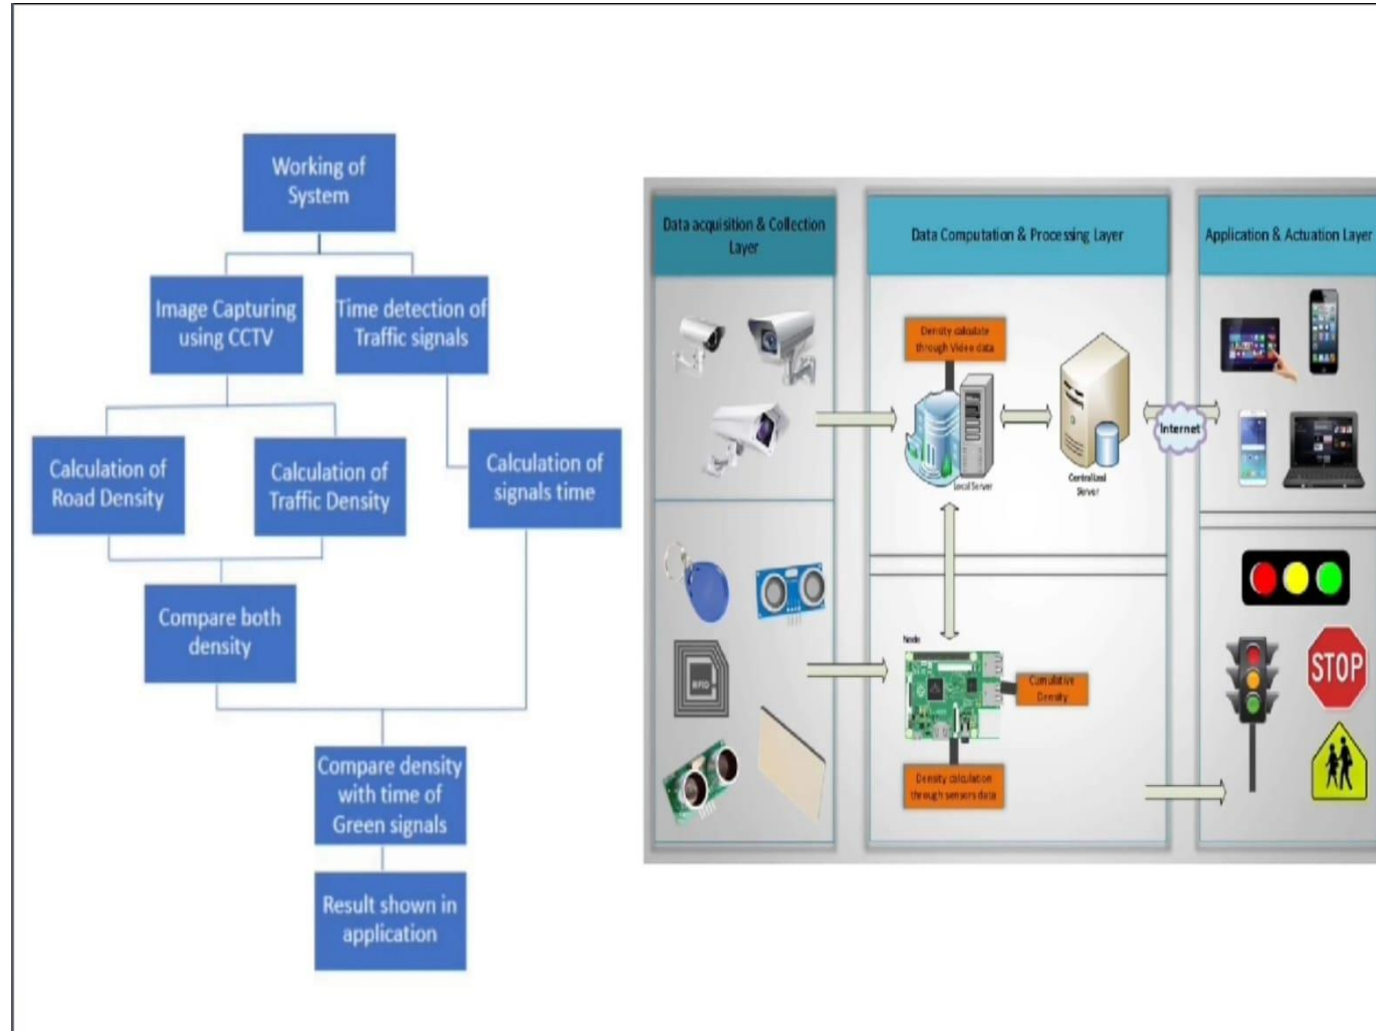 Working of
System
Image Capturing
using CCTV
Time detection of
Traffic signals
Calculation of
Road Density
Calculation of
Traffic Density
Calculation of
signals time
Compare both
density
Compare density
with time of
Green signals
Result shown in
application
Data acquisition & Collection
Layer
Data Computation & Processing Layer
Application & Actuation Layer
Density calculate
through Video data
Local Server
Centralized
Server
Internet
RFID
Node
Cumulative
Density
Density calculation
through sensors data
STOP